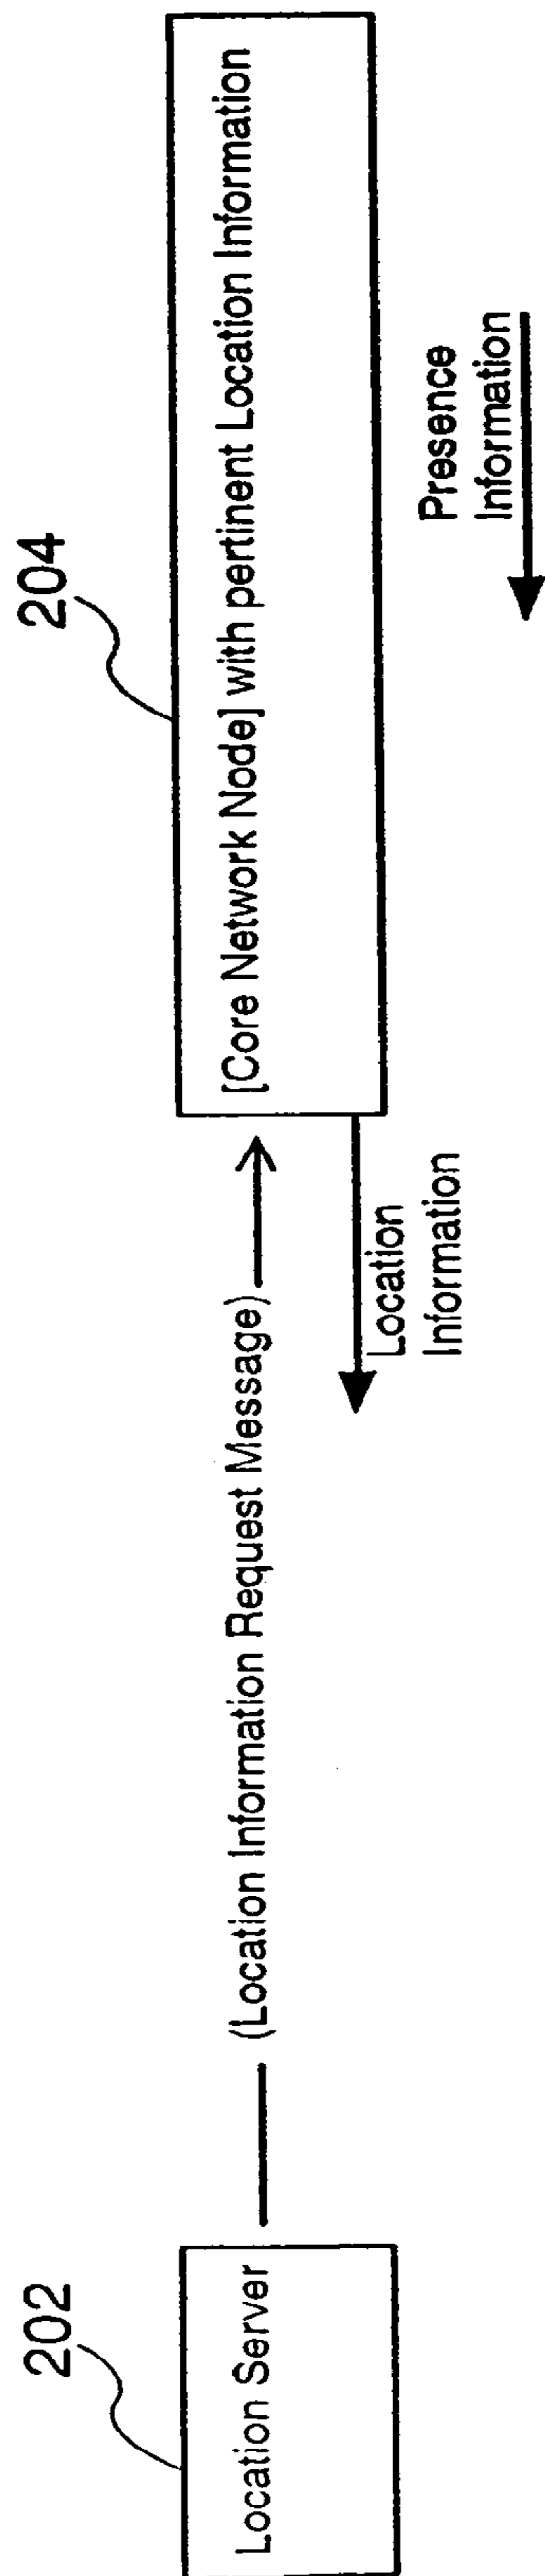 202
Location Server
(Location Information Request Message)
204
[Core Network Node] with pertinent Location Information
Location
Information
Presence
Information